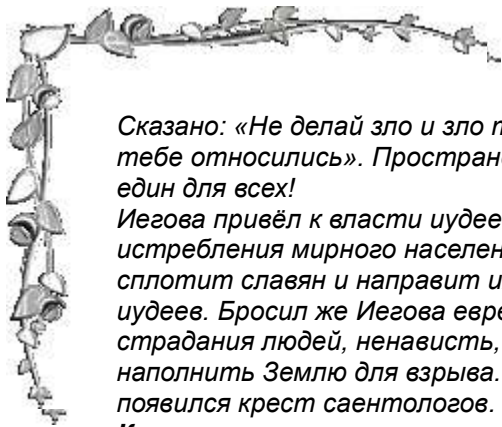 Сказано: «Не делай зло и зло
тебе относились». Простран
един для всех!
Иегова привёл к власти иудее
истребления мирного населен
сплотит славян и направит и
иудеев. Бросил же Иегова евре
страдания людей, ненависть,
наполнить Землю для взрыва.
появился крест саентологов.